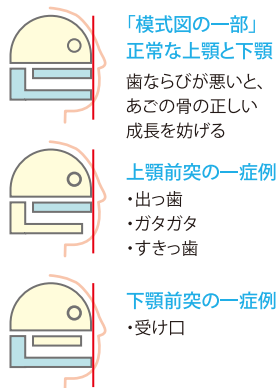 「模式図の一部」
正常な上顎と下顎
歯ならびが悪いと、
あごの骨の正しい
成長を妨げる
上顎前突の一症例
・出っ歯
・ガタガタ
・すきっ歯
下顎前突の一症例
・受け口